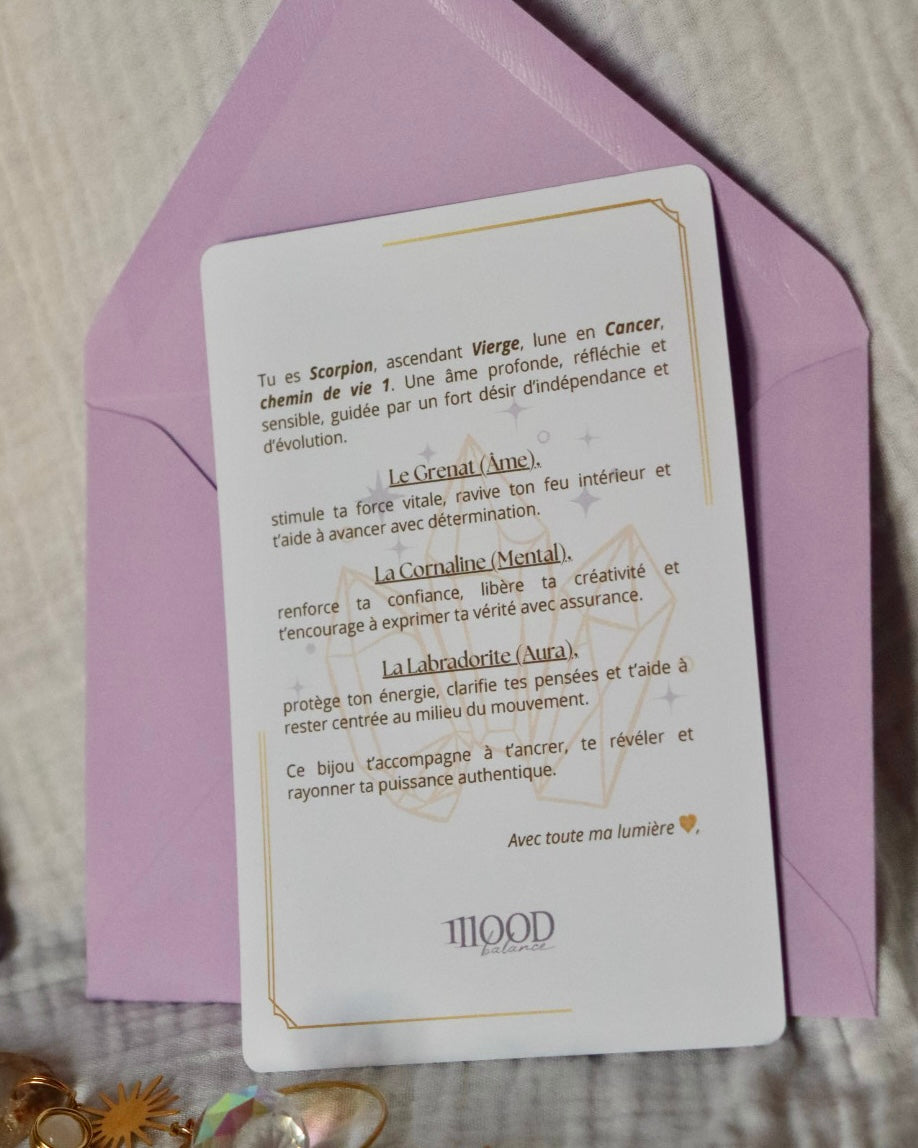 Tu es Scorpion, ascendant Vierge, lune en Cancer,
chemin de vie 1. Une âme profonde, réfléchie et
sensible, guidée par un fort désir d'indépendance et
d'évolution.
Le Grenat (Âme),
stimule ta force vitale, ravive ton feu intérieur et
t'aide à avancer avec détermination.
La Cornaline (Mental),
renforce ta confiance, libère ta créativité et
t'encourage à exprimer ta vérité avec assurance.
La Labradorite (Aura),
protège ton énergie, clarifie tes pensées et t'aide à
rester centrée au milieu du mouvement.
Ce bijou t'accompagne à t'ancrer, te révéler et
rayonner ta puissance authentique.
Avec toute ma lumière 🧡,
MOOD
balance